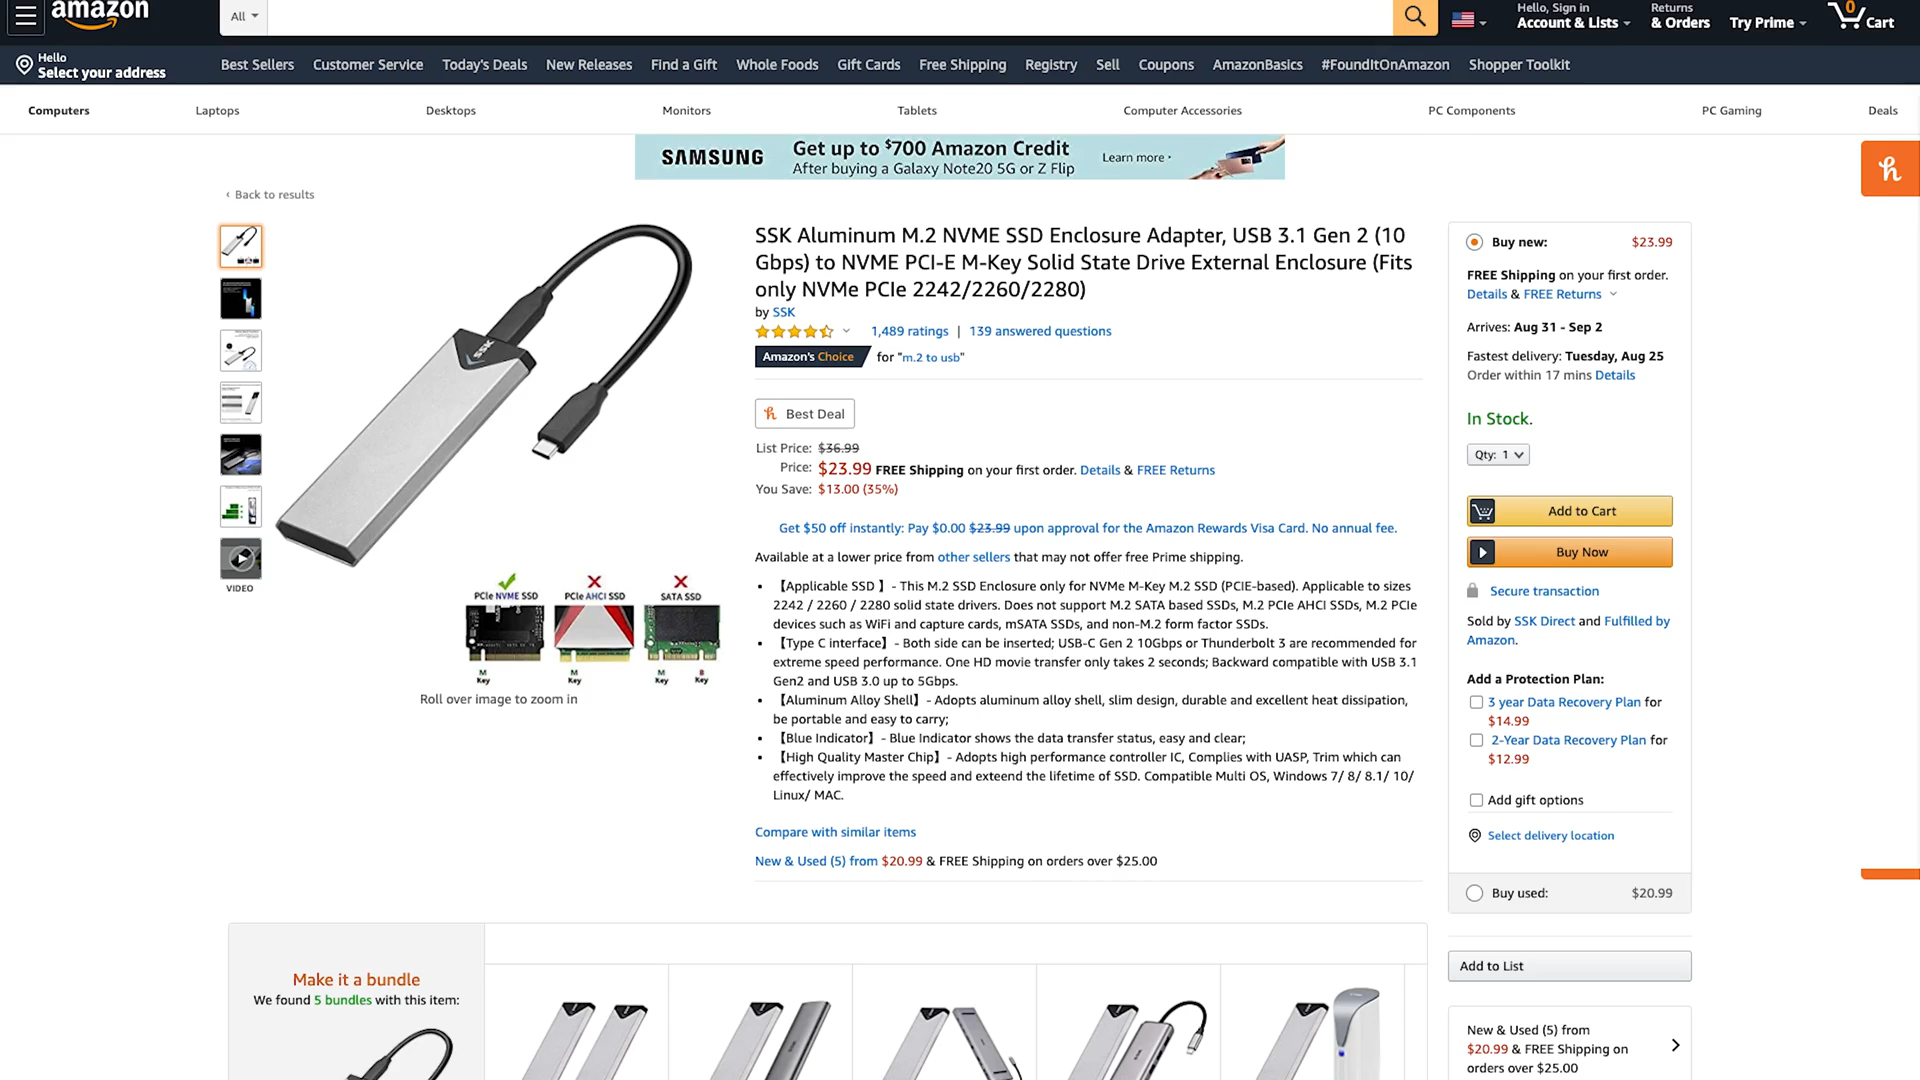 amazon
All
Hello, Sign in
Account & Lists
Returns
& Orders
Try Prime
0
Cart
Hello
Select your address
Best Sellers
Customer Service
Today's Deals
New Releases
Find a Gift
Whole Foods
Gift Cards
Free Shipping
Registry
Sell
Coupons
AmazonBasics
#FoundItOnAmazon
Shopper Toolkit
Computers
Laptops
Desktops
Monitors
Tablets
Computer Accessories
PC Components
PC Gaming
Deals
SAMSUNG
Get up to $700 Amazon Credit
After buying a Galaxy Note20 5G or Z Flip
Learn more ›
‹ Back to results
VIDEO
SSK
PCIe NVME SSD
PCIe AHCI SSD
SATA SSD
M
Key
M
Key
M
Key
B
Key
Roll over image to zoom in
SSK Aluminum M.2 NVME SSD Enclosure Adapter, USB 3.1 Gen 2 (10
Gbps) to NVME PCI-E M-Key Solid State Drive External Enclosure (Fits
only NVMe PCIe 2242/2260/2280)
by SSK
1,489 ratings | 139 answered questions
Amazon's Choice for "m.2 to usb"
Best Deal
List Price: $36.99
Price: $23.99 FREE Shipping on your first order. Details & FREE Returns
You Save: $13.00 (35%)
Get $50 off instantly: Pay $0.00 $23.99 upon approval for the Amazon Rewards Visa Card. No annual fee.
Available at a lower price from other sellers that may not offer free Prime shipping.
• 【Applicable SSD 】- This M.2 SSD Enclosure only for NVMe M-Key M.2 SSD (PCIE-based). Applicable to sizes
2242 / 2260 / 2280 solid state drivers. Does not support M.2 SATA based SSDs, M.2 PCIe AHCI SSDs, M.2 PCIe
devices such as WiFi and capture cards, mSATA SSDs, and non-M.2 form factor SSDs.
• 【Type C interface】- Both side can be inserted; USB-C Gen 2 10Gbps or Thunderbolt 3 are recommended for
extreme speed performance. One HD movie transfer only takes 2 seconds; Backward compatible with USB 3.1
Gen2 and USB 3.0 up to 5Gbps.
• 【Aluminum Alloy Shell】- Adopts aluminum alloy shell, slim design, durable and excellent heat dissipation,
be portable and easy to carry;
• 【Blue Indicator】- Blue Indicator shows the data transfer status, easy and clear;
• 【High Quality Master Chip】- Adopts high performance controller IC, Complies with UASP, Trim which can
effectively improve the speed and exteend the lifetime of SSD. Compatible Multi OS, Windows 7/ 8/ 8.1/ 10/
Linux/ MAC.
Compare with similar items
New & Used (5) from $20.99 & FREE Shipping on orders over $25.00
Buy new: $23.99
FREE Shipping on your first order.
Details & FREE Returns
Arrives: Aug 31 - Sep 2
Fastest delivery: Tuesday, Aug 25
Order within 17 mins Details
In Stock.
Qty: 1
Add to Cart
Buy Now
Secure transaction
Sold by SSK Direct and Fulfilled by
Amazon.
Add a Protection Plan:
3 year Data Recovery Plan for
$14.99
2-Year Data Recovery Plan for
$12.99
Add gift options
Select delivery location
Buy used: $20.99
Add to List
New & Used (5) from
$20.99 & FREE Shipping on
orders over $25.00
Make it a bundle
We found 5 bundles with this item: